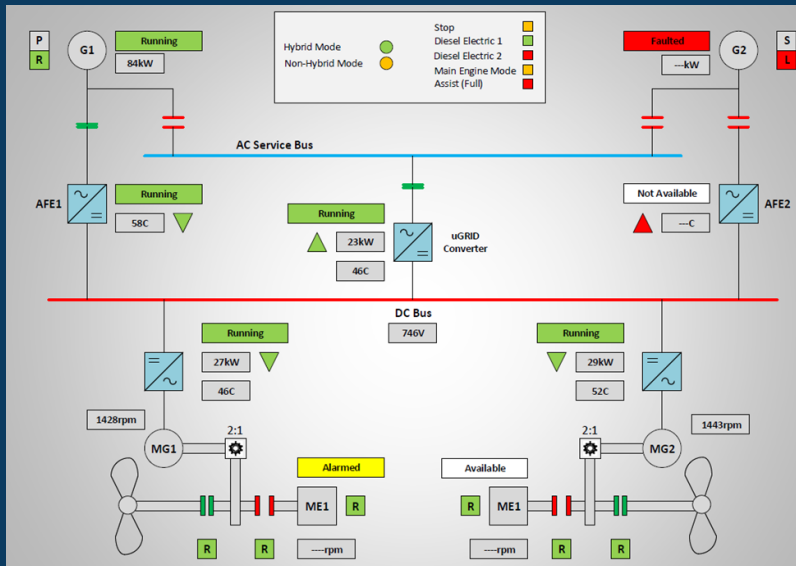 P
R
G1
Running
84kW
Hybrid Mode
Non-Hybrid Mode
Stop
Diesel Electric 1
Diesel Electric 2
Main Engine Mode
Assist (Full)
Faulted
---kW
G2
S
L
AC Service Bus
AFE1
Running
58C
Running
23kW
46C
uGRID
Converter
Not Available
---C
AFE2
DC Bus
746V
Running
27kW
46C
Running
29kW
52C
1428rpm
MG1
2:1
2:1
MG2
1443rpm
Alarmed
ME1
R
R
R
----rpm
Available
R
ME1
----rpm
R
R